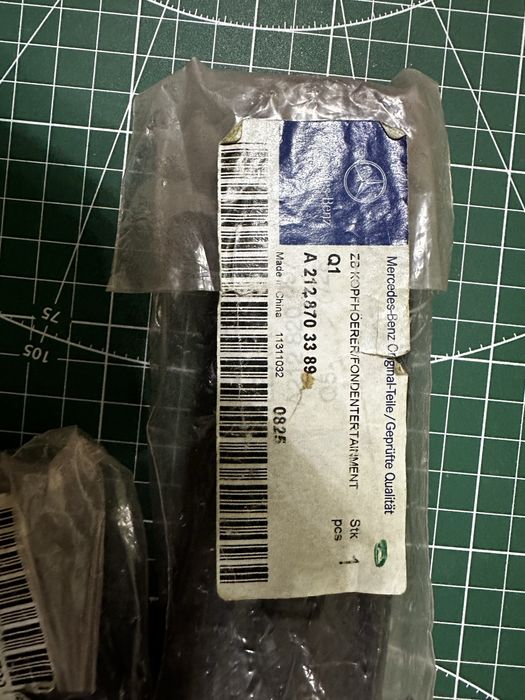 Mercedes-Benz Original-Teile/Geprüfte Qualität
ZB KOPFHÖERER/FONDENTERTAINMENT
Stk
1
Q1
pcs
A 212 870 33 89
Made in China
11311032
0825
75
105